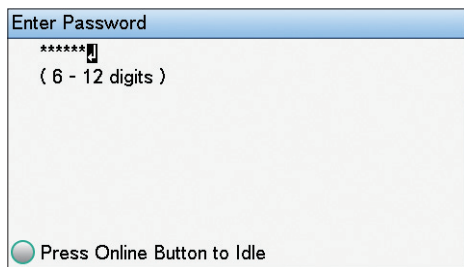 Enter Password
******↲
( 6 - 12 digits )
Press Online Button to Idle